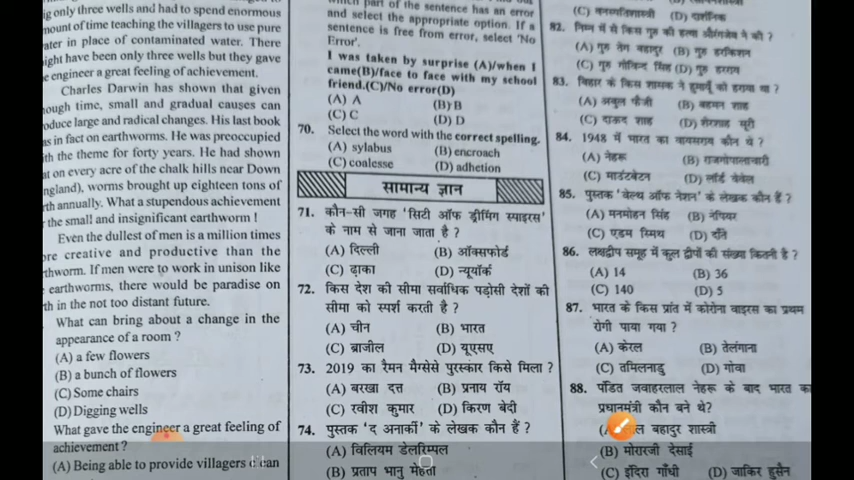 ig only three wells and had to spend enormous
mount of time teaching the villagers to use pure
ater in place of contaminated water. There
ight have been only three wells but they gave
e engineer a great feeling of achievement.
Charles Darwin has shown that given
nough time, small and gradual causes can
oduce large and radical changes. His last book
as in fact on earthworms. He was preoccupied
ith the theme for forty years. He had shown
at on every acre of the chalk hills near Down
ngland), worms brought up eighteen tons of
rth annually. What a stupendous achievement
the small and insignificant earthworm !
Even the dullest of men is a million times
ore creative and productive than the
rthworm. If men were to work in unison like
earthworms, there would be paradise on
th in the not too distant future.
What can bring about a change in the
appearance of a room ?
(A) a few flowers
(B) a bunch of flowers
(C) Some chairs
(D) Digging wells
What gave the engineer a great feeling of
achievement ?
(A) Being able to provide villagers can
which part of the sentence has an error
and select the appropriate option. If a
sentence is free from error, select 'No
Error'.
I was taken by surprise (A)/when I
came(B)/face to face with my school
friend.(C)/No error(D)
(A) A (B) B
(C) C (D) D
70. Select the word with the correct spelling.
(A) sylabus (B) encroach
(C) coalesse (D) adhetion
सामान्य ज्ञान
71. कौन-सी जगह 'सिटी ऑफ ड्रीमिंग स्पाइरस'
के नाम से जाना जाता है ?
(A) दिल्ली (B) ऑक्सफोर्ड
(C) ढ़ाका (D) न्यूयॉर्क
72. किस देश की सीमा सर्वाधिक पड़ोसी देशों की
सीमा को स्पर्श करती है ?
(A) चीन (B) भारत
(C) ब्राजील (D) यूएसए
73. 2019 का रैमन मैग्सेसे पुरस्कार किसे मिला ?
(A) बरखा दत्त (B) प्रनाय रॉय
(C) रवीश कुमार (D) किरण बेदी
74. पुस्तक 'द अनार्की' के लेखक कौन हैं ?
(A) विलियम डेलरिम्पल
(B) प्रताप भानु मेहता
(C) (D) दार्शनिक
82. निम्न में से किस गुरु की हत्या औरंगजेब ने की ?
(A) गुरु तेग बहादुर (B) गुरु हरकिशन
(C) गुरु गोविन्द सिंह (D) गुरु हरराय
83. बिहार के किस शासक ने हुमायूँ को हराया था ?
(A) अबुल फैजी (B) बहमन शाह
(C) दाऊद शाह (D) शेरशाह सूरी
84. 1948 में भारत का वायसराय कौन थे ?
(A) नेहरू (B) राजगोपालाचारी
(C) माउंटबेटन (D) लॉर्ड वेवेल
85. पुस्तक 'वेल्थ ऑफ नेशन' के लेखक कौन हैं ?
(A) मनमोहन सिंह (B) नेपियर
(C) एडम स्मिथ (D) दाँते
86. लक्षद्वीप समूह में कुल द्वीपों की संख्या कितनी है ?
(A) 14 (B) 36
(C) 140 (D) 5
87. भारत के किस प्रांत में कोरोना वाइरस का प्रथम
रोगी पाया गया ?
(A) केरल (B) तेलंगाना
(C) तमिलनाडु (D) गोवा
88. पंडित जवाहरलाल नेहरू के बाद भारत का
प्रधानमंत्री कौन बने थे?
बहादुर शास्त्री
(B) मोरारजी देसाई
(C) इंदिरा गाँधी (D) जाकिर हुसैन